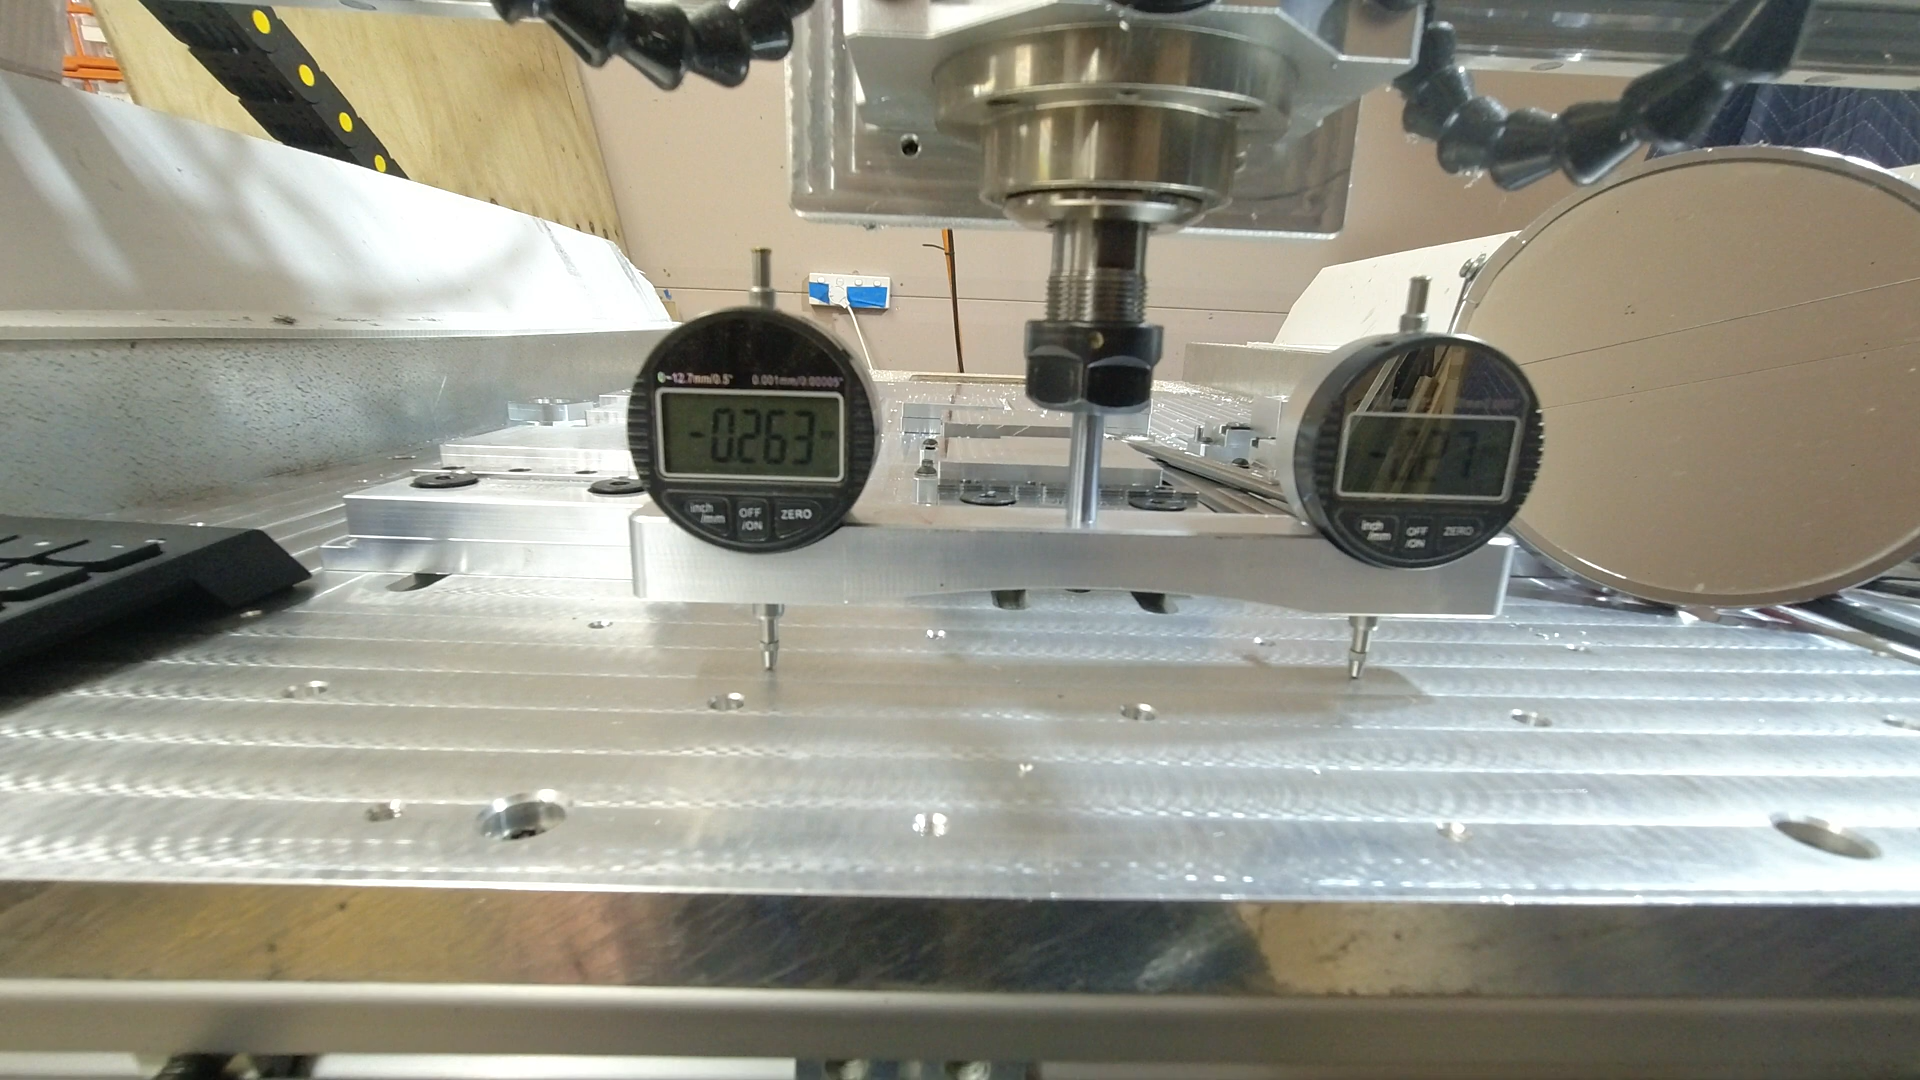 0-12.7mm/0.5" 0.001mm/0.00005"
-0263
inch/mm OFF/ON ZERO
inch/mm OFF/ON ZERO